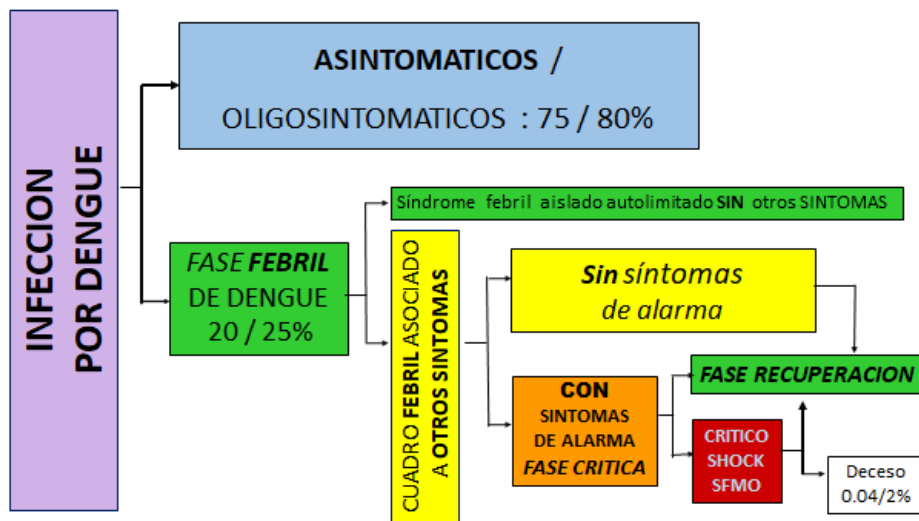 INFECCION
POR DENGUE
ASINTOMATICOS /
OLIGOSINTOMATICOS : 75 / 80%
FASE FEBRIL
DE DENGUE
20 / 25%
Síndrome febril aislado autolimitado SIN otros SINTOMAS
CUADRO FEBRIL ASOCIADO
A OTROS SINTOMAS
Sin síntomas
de alarma
CON
SINTOMAS
DE ALARMA
FASE CRITICA
FASE RECUPERACION
CRITICO
SHOCK
SFMO
Deceso
0.04/2%